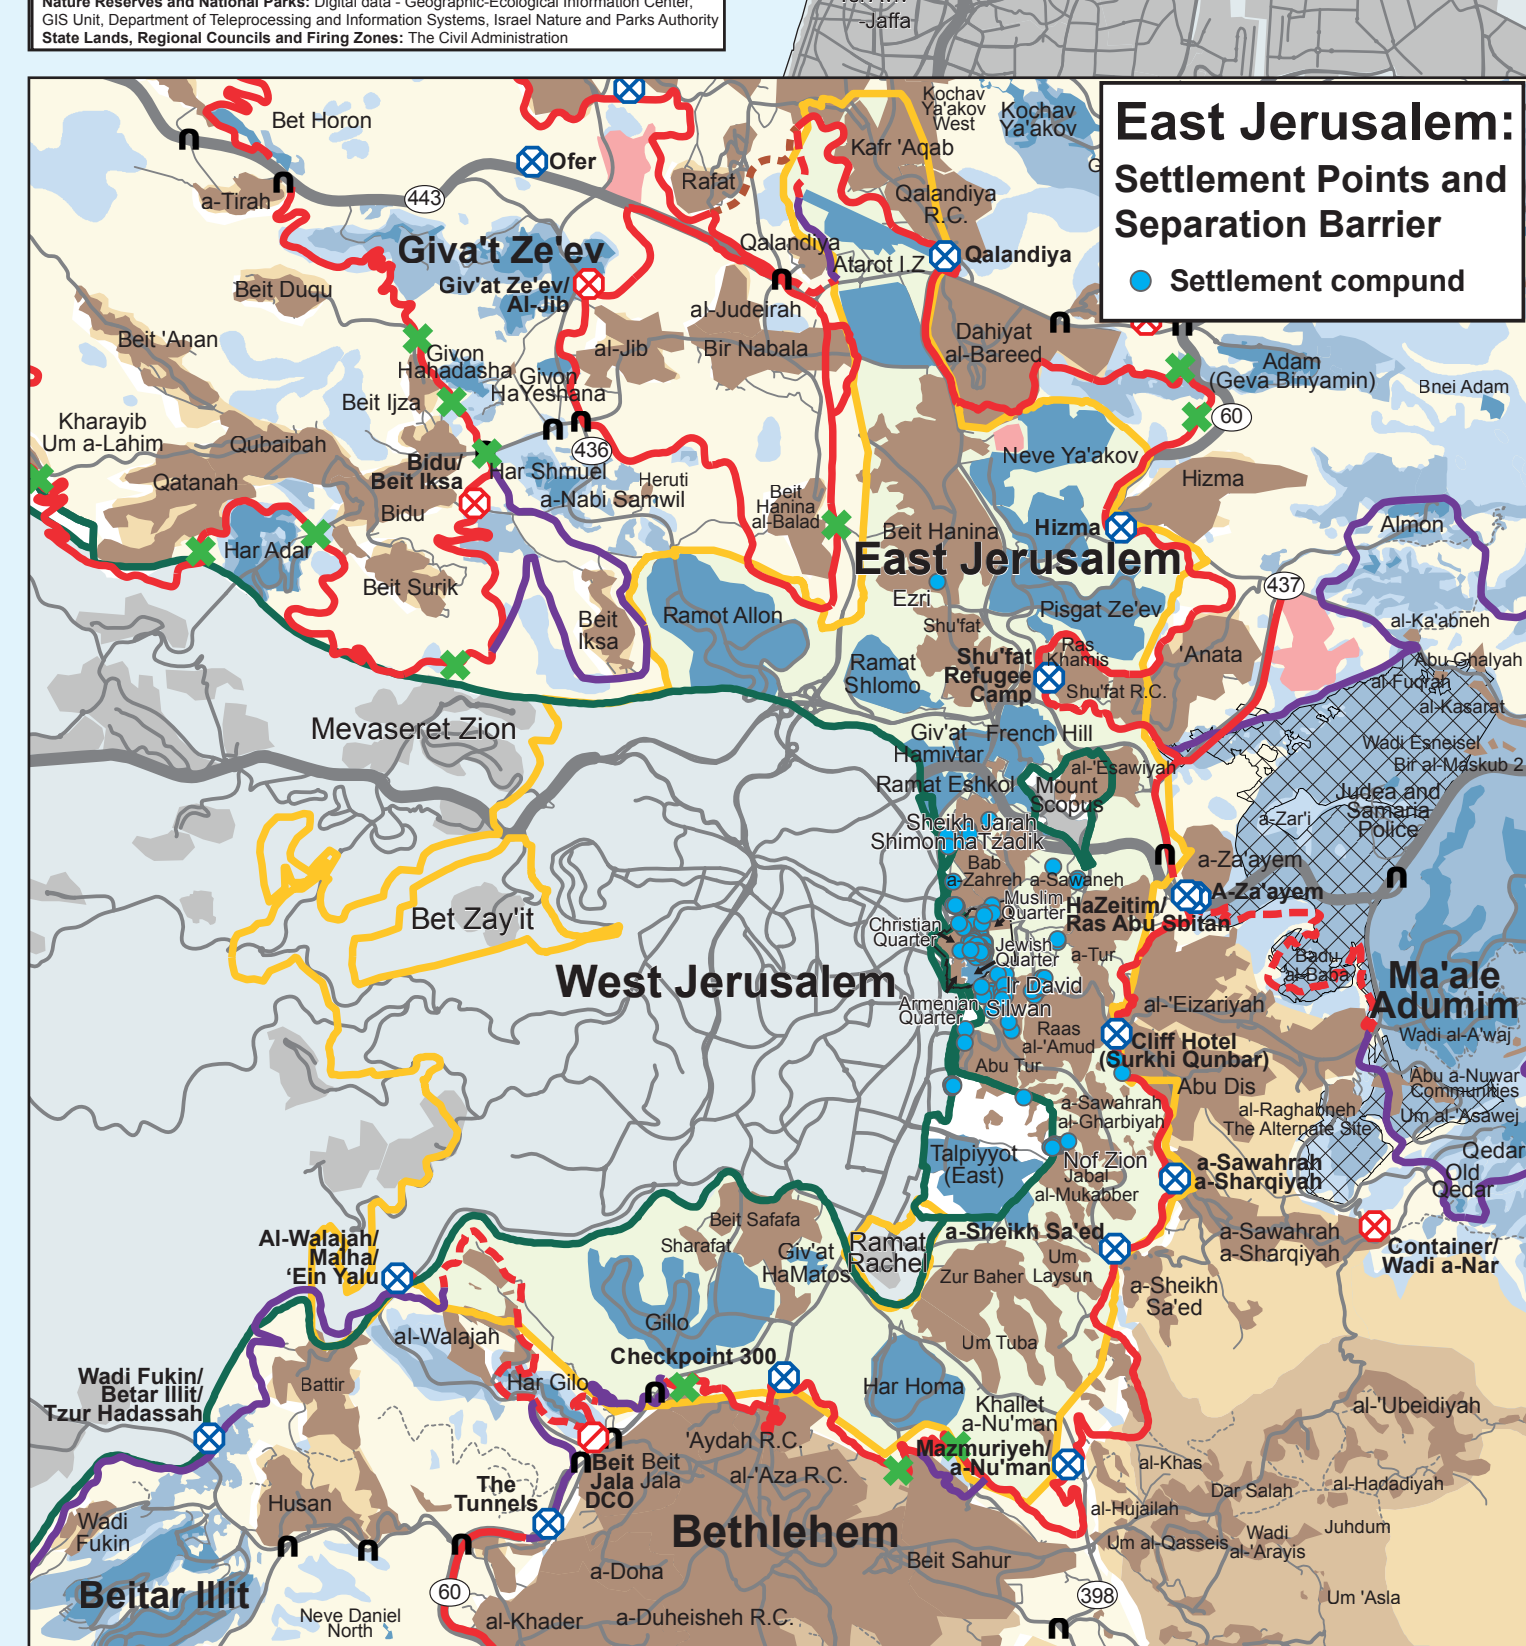 Nature Reserves and National Parks: Digital data - Geographic-Ecological Information Center,
GIS Unit, Department of Teleprocessing and Information Systems, Israel Nature and Parks Authority
State Lands, Regional Councils and Firing Zones: The Civil Administration
-Jaffa
East Jerusalem:
Settlement Points and
Separation Barrier
Settlement compund
Bet Horon
Kochav
Ya'akov
West
Kochav
Ya'akov
Ofer
Kafr 'Aqab
a-Tirah
443
Rafat
Qalandiya
R.C.
Giva't Ze'ev
Qalandiya
Atarot I.Z
Qalandiya
Giv'at Ze'ev/
Al-Jib
Beit Duqu
al-Judeirah
Beit 'Anan
Givon
Hahadasha
al-Jib
Bir Nabala
Dahiyat
al-Bareed
Adam
(Geva Binyamin)
Bnei Adam
Givon
HaYeshana
Beit Ijza
60
Kharayib
Um a-Lahim
Qubaibah
436
Bidu/
Beit Iksa
Har Shmuel
Neve Ya'akov
Hizma
Qatanah
a-Nabi Samwil
Heruti
Beit
Hanina
al-Balad
Bidu
Beit Hanina
Hizma
Almon
Har Adar
East Jerusalem
Beit Surik
Ezri
437
Beit
Iksa
Ramot Allon
Pisgat Ze'ev
Shu'fat
al-Ka'abneh
Ras
Khamis
Shu'fat
Refugee
Camp
'Anata
Abu Ghalyah
Ramat
Shlomo
Shu'fat R.C.
al-Fuqrah
al-Kasarat
Mevaseret Zion
Giv'at
Hamivtar
French Hill
Wadi Esneisel
Bir al-Maskub 2
al-'Esawiyah
Ramat Eshkol
Mount
Scopus
Judea and
Samaria
Police
a-Zar'i
Sheikh Jarah
Shimon haTzadik
Bab
a-Zahreh
a-Sawaneh
a-Za'ayem
A-Za'ayem
Muslim
Quarter
HaZeitim/
Ras Abu Sbitan
Bet Zay'it
Christian
Quarter
Jewish
Quarter
a-Tur
Badu
al-Baba
West Jerusalem
Ir David
Ma'ale
Adumim
Armenian
Quarter
Silwan
al-'Eizariyah
Raas
al-'Amud
Cliff Hotel
(Surkhi Qunbar)
Wadi al-A'waj
Abu Tur
Abu Dis
Abu a-Nuwar
Communities
a-Sawahrah
al-Gharbiyah
al-Raghabneh
The Alternate Site
Um al-'Asawej
Talpiyyot
(East)
Nof Zion
Jabal
al-Mukabber
a-Sawahrah
a-Sharqiyah
Qedar
Old
Qedar
Beit Safafa
Al-Walajah/
Malha/
‘Ein Yalu
Sharafat
Giv'at
HaMatos
Ramat
Rachel
a-Sheikh Sa'ed
a-Sawahrah
a-Sharqiyah
Container/
Wadi a-Nar
Zur Baher
Um
Laysun
a-Sheikh
Sa'ed
Gillo
al-Walajah
Um Tuba
Checkpoint 300
Wadi Fukin/
Betar Illit/
Tzur Hadassah
Battir
Har Gilo
Har Homa
Khallet
a-Nu'man
al-'Ubeidiyah
'Aydah R.C.
Mazmuriyeh/
a-Nu'man
Beit
Jala
DCO
Beit
Jala
al-'Aza R.C.
al-Khas
The
Tunnels
Dar Salah
al-Hadadiyah
Husan
al-Hujailah
Wadi
Fukin
Bethlehem
Um al-Qasseis
Wadi
al-'Arayis
Juhdum
Beit Sahur
a-Doha
Beitar Illit
60
398
Um 'Asla
Neve Daniel
North
al-Khader
a-Duheisheh R.C.